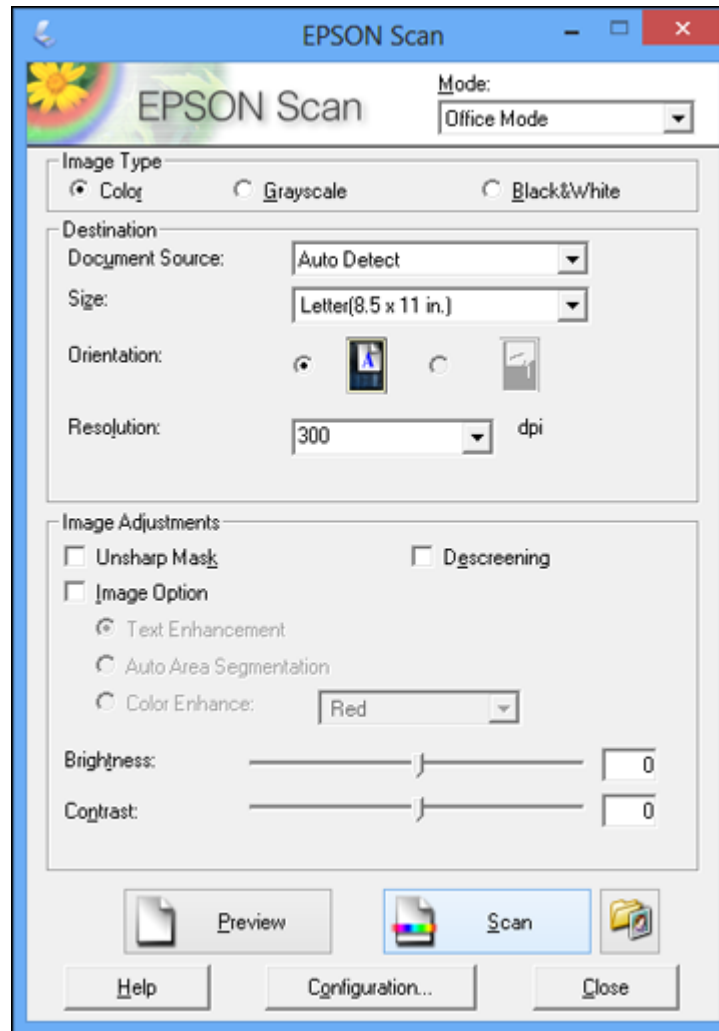 EPSON Scan
EPSON Scan
Mode:
Office Mode
Image Type
Color Grayscale Black&White
Destination
Document Source: Auto Detect
Size: Letter(8.5 x 11 in.)
Orientation: A
Resolution: 300 dpi
Image Adjustments
Unsharp Mask Descreening
Image Option
Text Enhancement
Auto Area Segmentation
Color Enhance: Red
Brightness: 0
Contrast: 0
Preview Scan
Help Configuration... Close